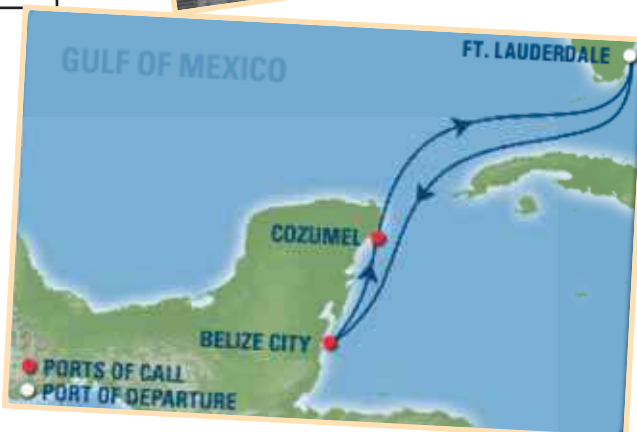 GULF OF MEXICO
FT. LAUDERDALE
COZUMEL
BELIZE CITY
PORTS OF CALL
PORT OF DEPARTURE